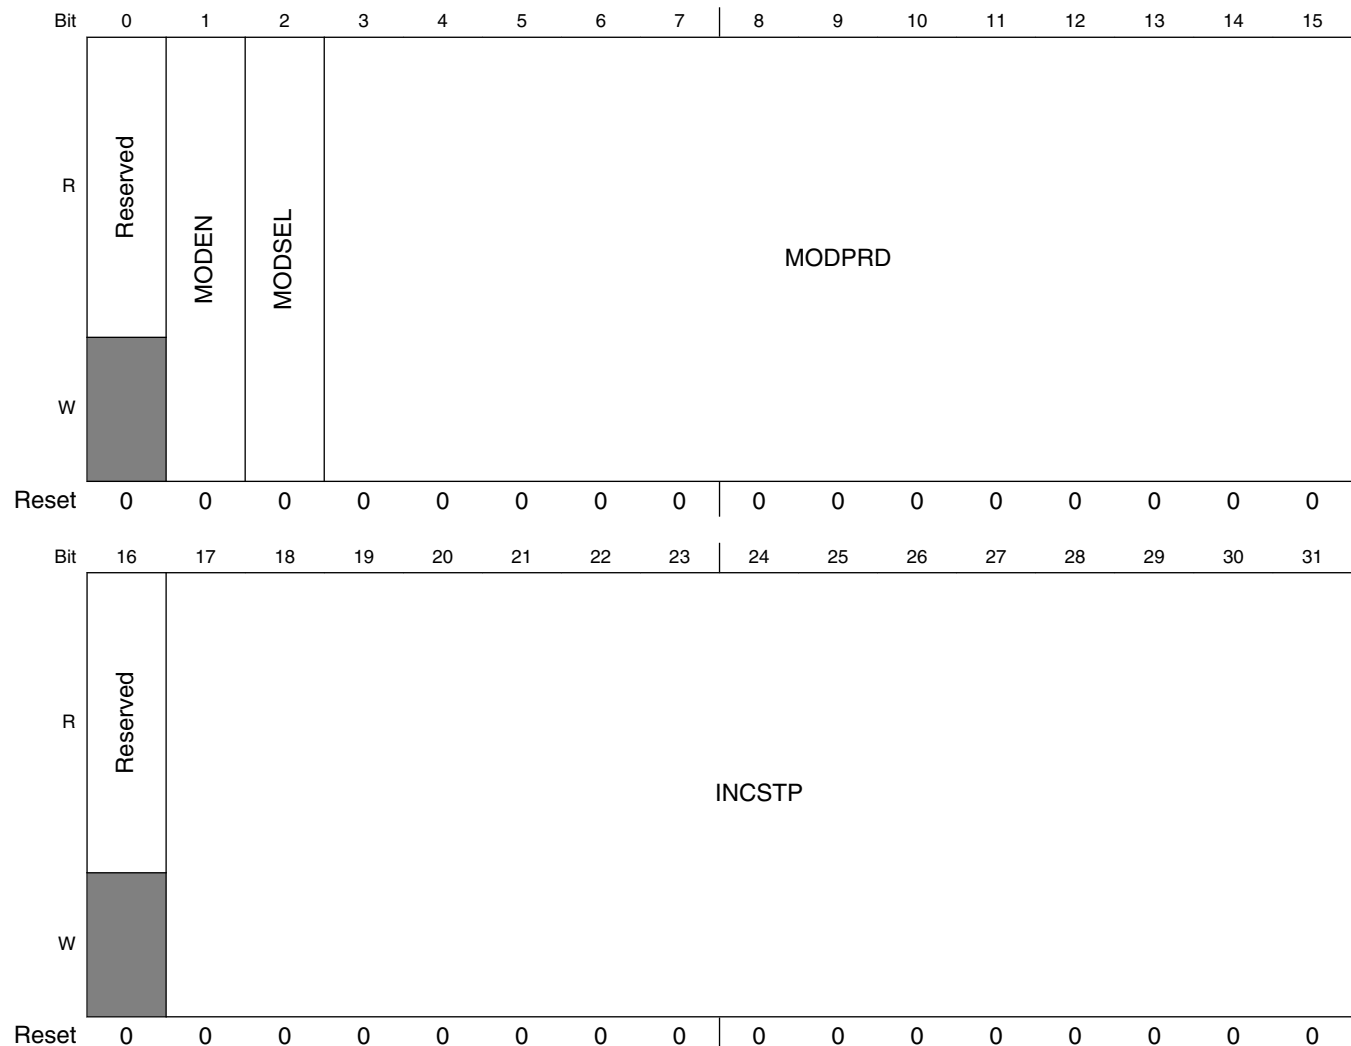 Bit 0 1 2 3 4 5 6 7 8 9 10 11 12 13 14 15
R Reserved MODEN MODSEL MODPRD
W
Reset 0 0 0 0 0 0 0 0 0 0 0 0 0 0 0 0
Bit 16 17 18 19 20 21 22 23 24 25 26 27 28 29 30 31
R Reserved INCSTP
W
Reset 0 0 0 0 0 0 0 0 0 0 0 0 0 0 0 0